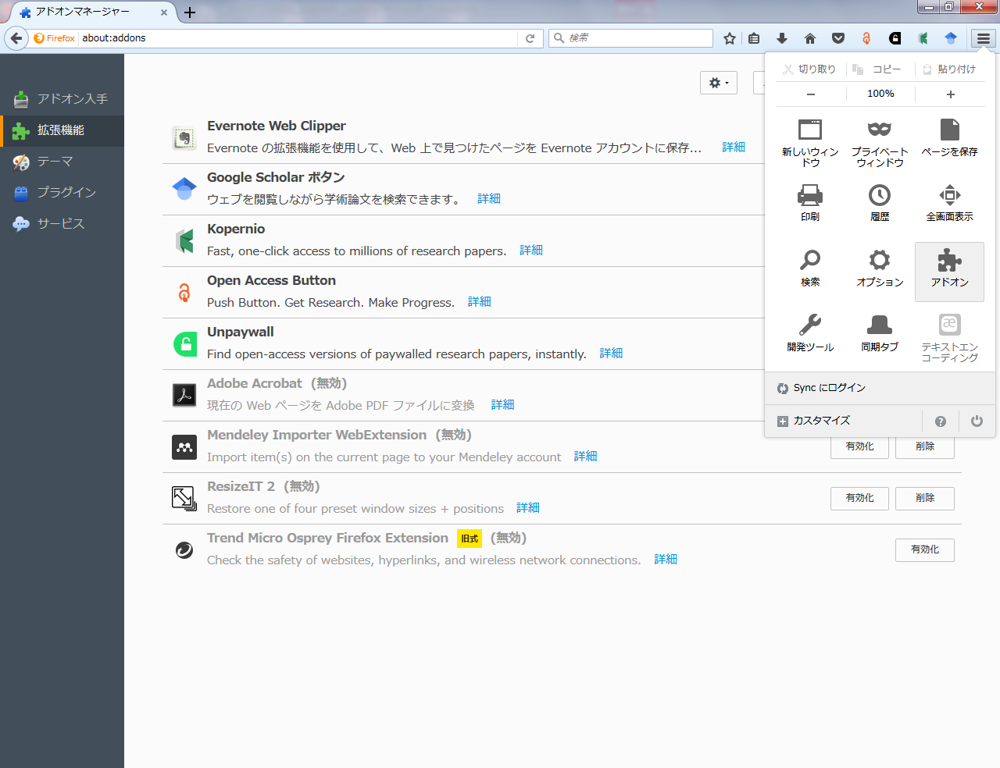 アドオンマネージャー
Firefox
about:addons
検索
アドオン入手
拡張機能
テーマ
プラグイン
サービス
Evernote Web Clipper
Evernote の拡張機能を使用して、Web 上で見つけたページを Evernote アカウントに保存... 詳細
Google Scholar ボタン
ウェブを閲覧しながら学術論文を検索できます。 詳細
Kopernio
Fast, one-click access to millions of research papers. 詳細
Open Access Button
Push Button. Get Research. Make Progress. 詳細
Unpaywall
Find open-access versions of paywalled research papers, instantly. 詳細
Adobe Acrobat (無効)
現在の Web ページを Adobe PDF ファイルに変換 詳細
Mendeley Importer WebExtension (無効)
Import item(s) on the current page to your Mendeley account 詳細
有効化 削除
ResizeIT 2 (無効)
Restore one of four preset window sizes + positions 詳細
有効化 削除
Trend Micro Osprey Firefox Extension 旧式 (無効)
Check the safety of websites, hyperlinks, and wireless network connections. 詳細
有効化
切り取り コピー 貼り付け
− 100% +
新しいウィン
ドウ
プライベート
ウィンドウ
ページを保存
印刷
履歴
全画面表示
検索
オプション
アドオン
開発ツール
同期タブ
æ
テキストエン
コーディング
Sync にログイン
カスタマイズ
?